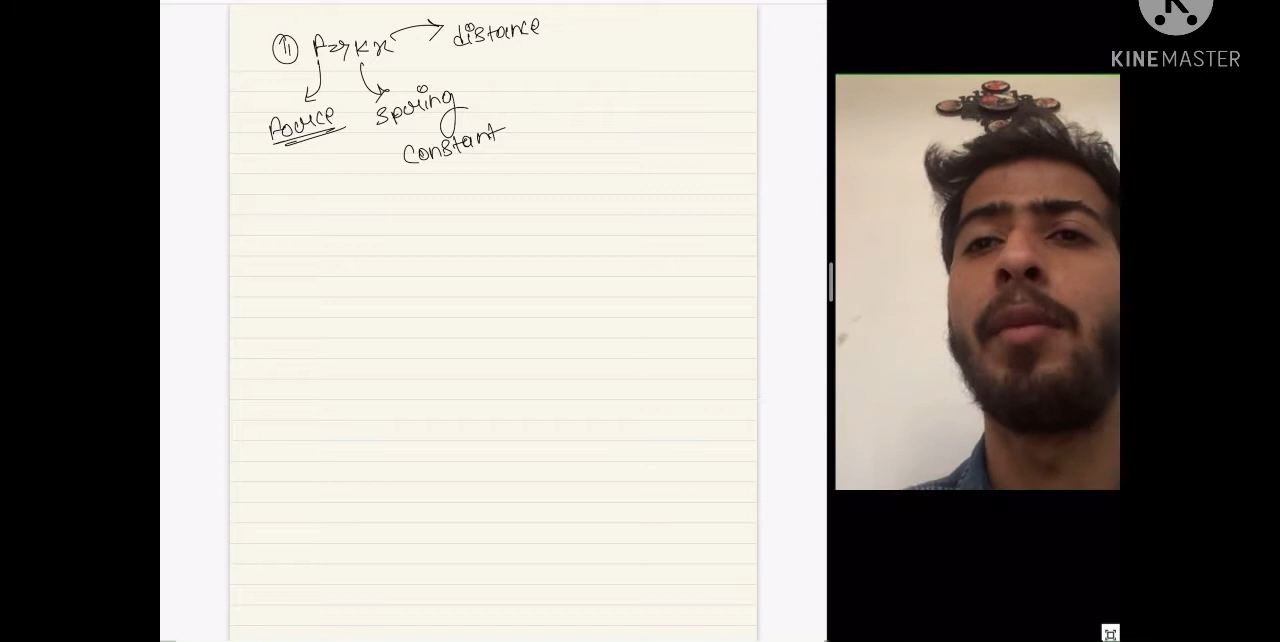 ① F => Kx → distance
Force
Spring
Constant
KINEMASTER